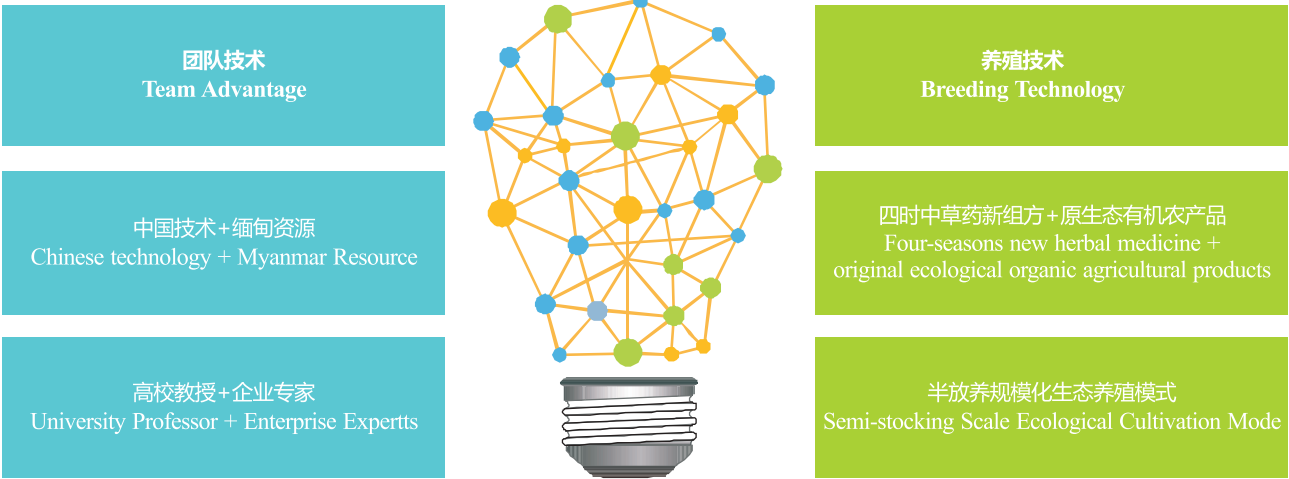 团队技术
Team Advantage
中国技术+缅甸资源
Chinese technology + Myanmar Resource
高校教授+企业专家
University Professor + Enterprise Expertts
养殖技术
Breeding Technology
四时中草药新组方+原生态有机农产品
Four-seasons new herbal medicine +
original ecological organic agricultural products
半放养规模化生态养殖模式
Semi-stocking Scale Ecological Cultivation Mode